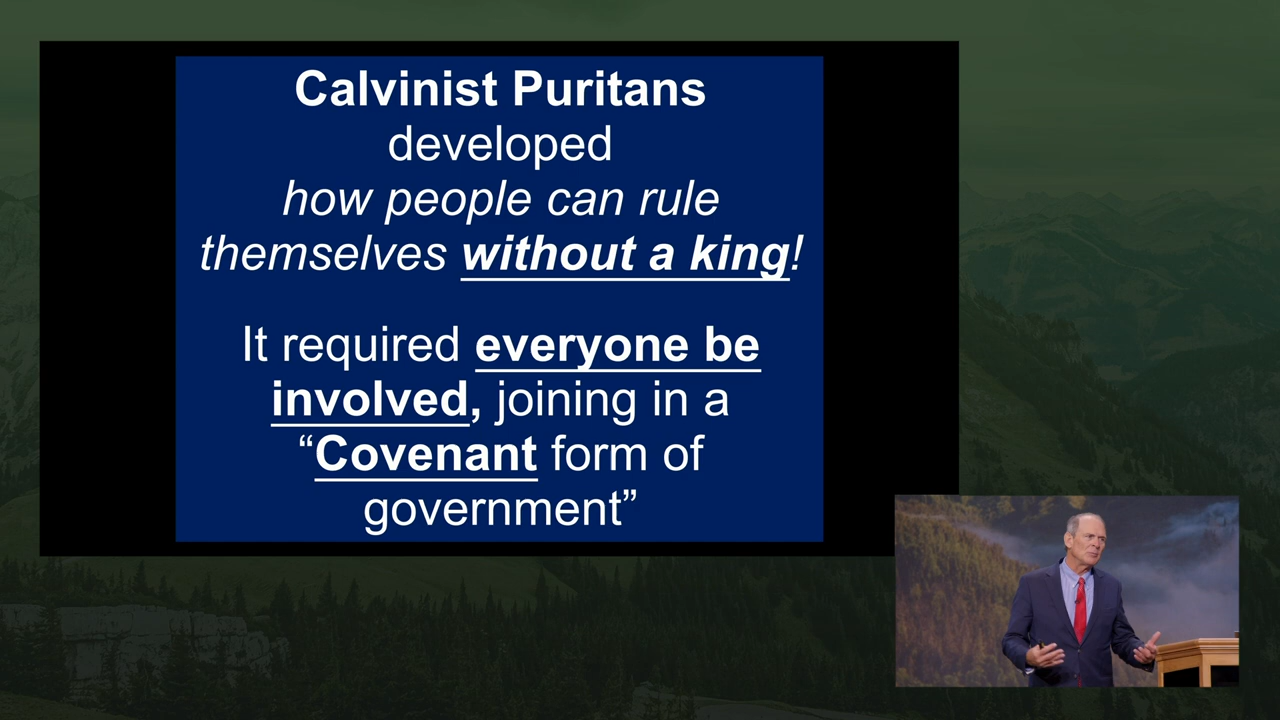 Calvinist Puritans
developed
how people can rule
themselves without a king!
It required everyone be
involved, joining in a
“Covenant form of
government”